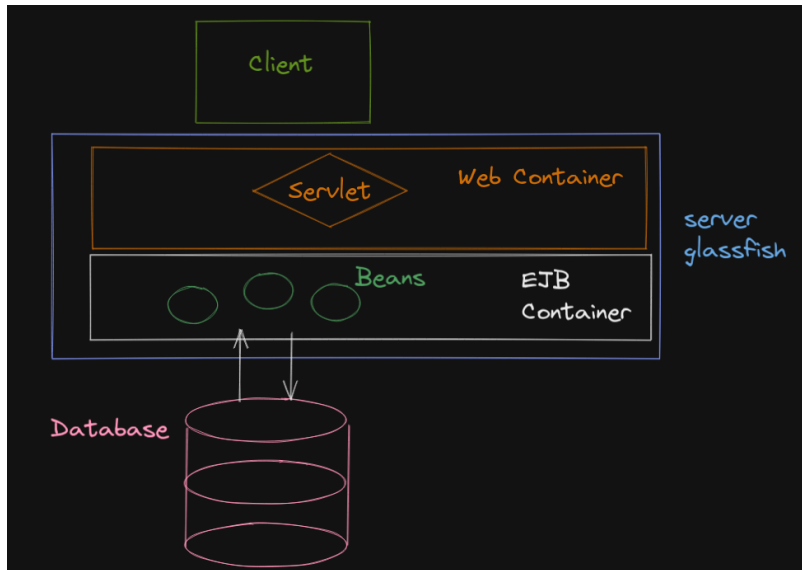 Client
Servlet
Web Container
server
glassfish
Beans
EJB
Container
Database